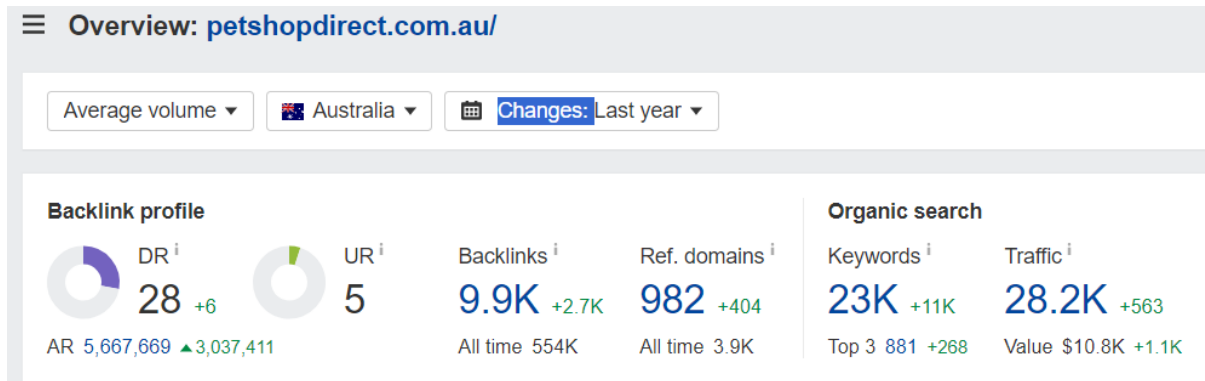 Overview: petshopdirect.com.au/
Average volume Australia Changes: Last year
Backlink profile
DR i
28 +6
AR 5,667,669 3,037,411
UR i
5
Backlinks i
9.9K +2.7K
All time 554K
Ref. domains i
982 +404
All time 3.9K
Organic search
Keywords i
23K +11K
Top 3 881 +268
Traffic i
28.2K +563
Value $10.8K +1.1K